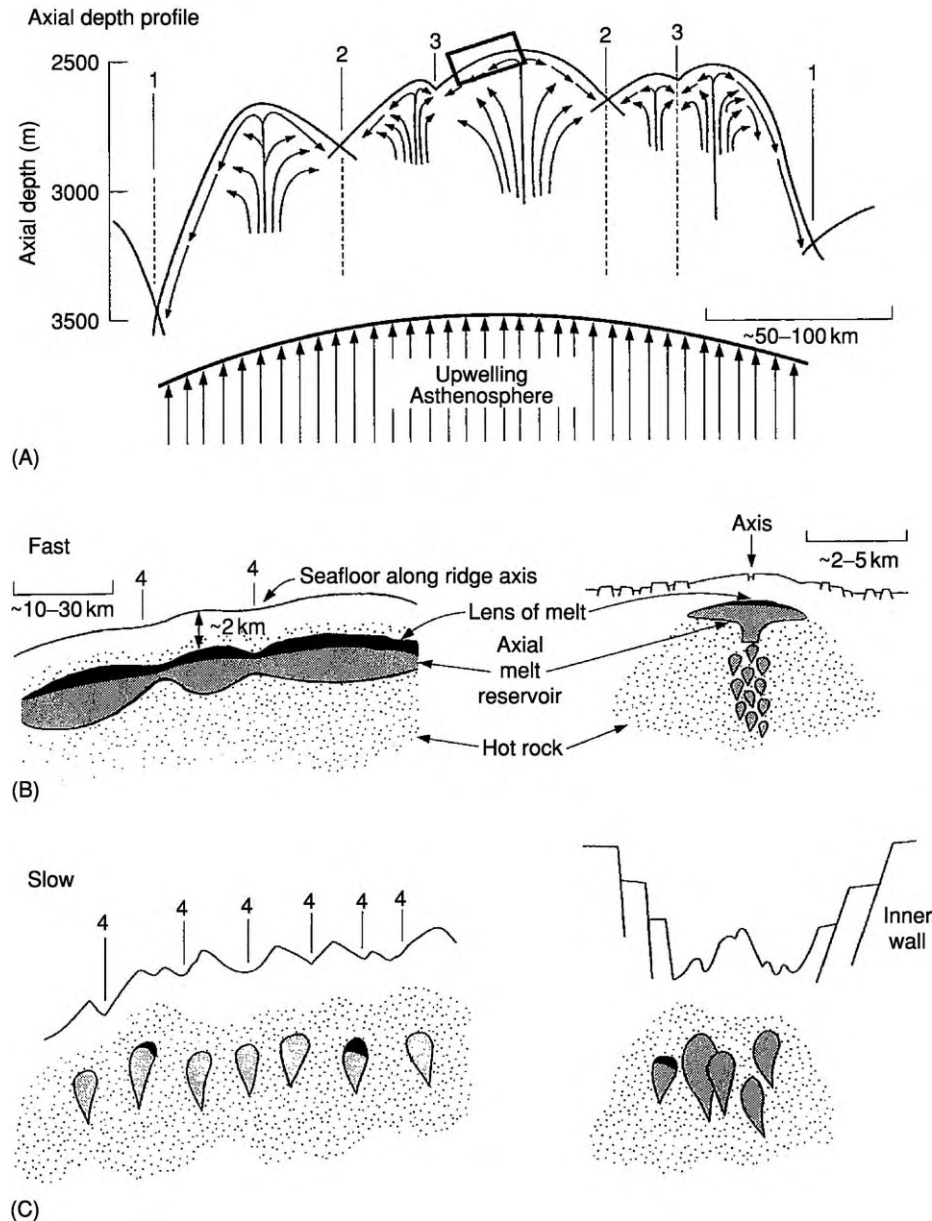 Axial depth profile
1
2
3
2
3
1
2500
3000
3500
Axial depth (m)
~50–100 km
Upwelling
Asthenosphere
(A)
Fast
4
4
~10–30 km
Seafloor along ridge axis
~2 km
Lens of melt
Axial
melt
reservoir
Hot rock
Axis
~2–5 km
(B)
Slow
4
4
4
4
4
4
Inner
wall
(C)